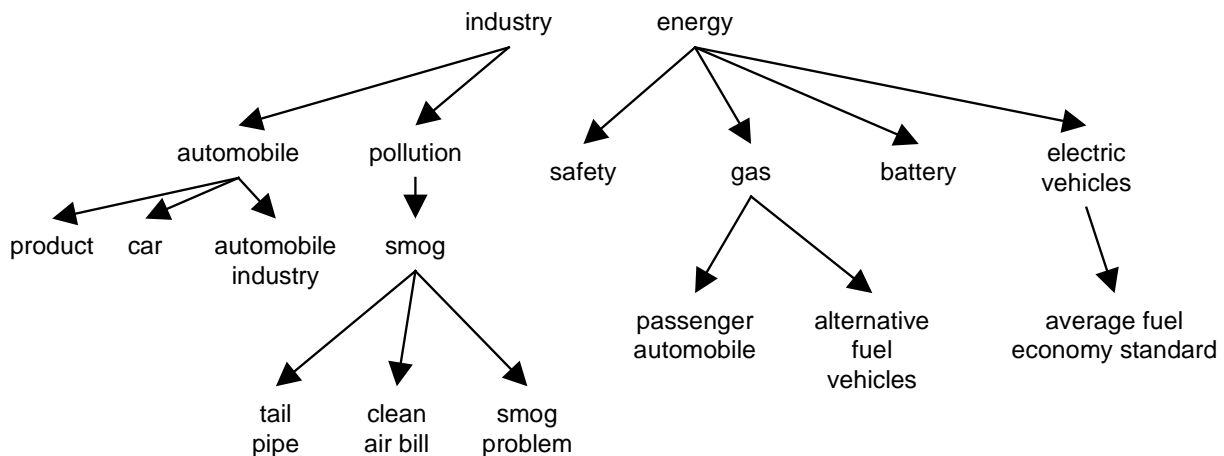 industry
energy
automobile
pollution
safety
gas
battery
electric
vehicles
product
car
automobile
industry
smog
passenger
automobile
alternative
fuel
vehicles
average fuel
economy standard
tail
pipe
clean
air bill
smog
problem